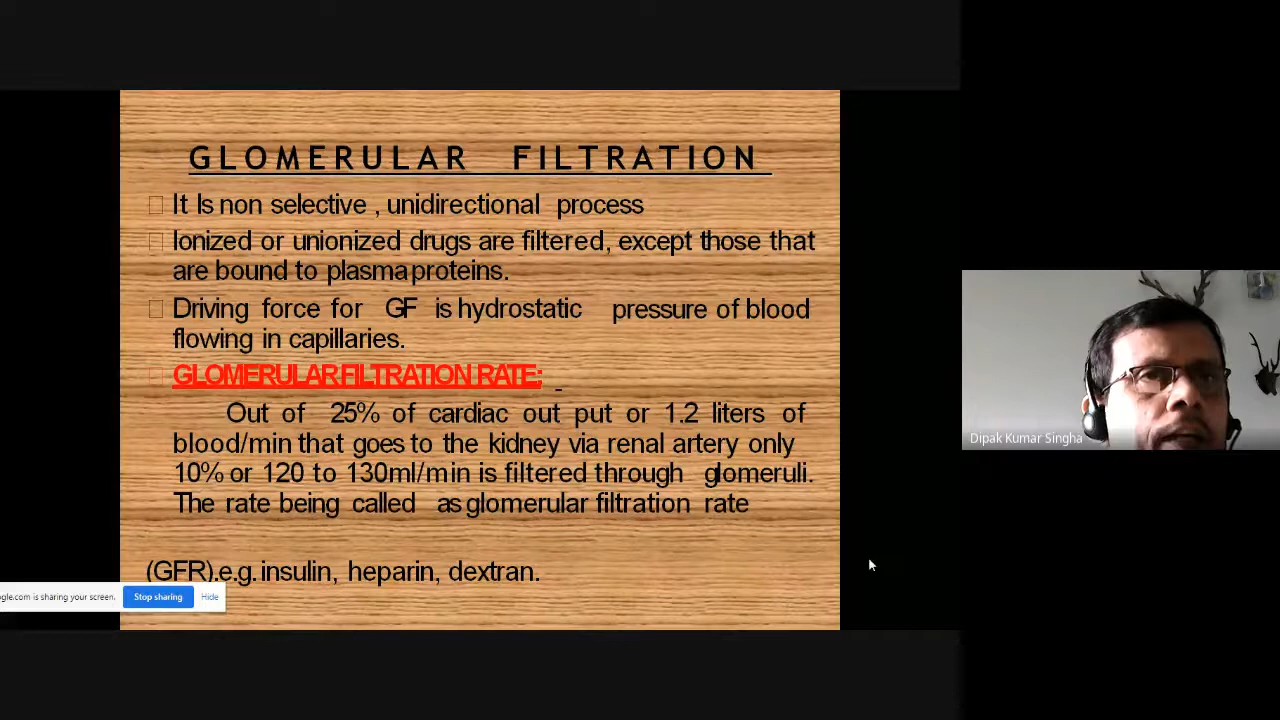 GLOMERULAR FILTRATION
It Is non selective , unidirectional process
Ionized or unionized drugs are filtered, except those that
are bound to plasma proteins.
Driving force for GF is hydrostatic pressure of blood
flowing in capillaries.
GLOMERULAR FILTRATION RATE:
Out of 25% of cardiac out put or 1.2 liters of
blood/min that goes to the kidney via renal artery only
10% or 120 to 130ml/min is filtered through glomeruli.
The rate being called as glomerular filtration rate
(GFR).e.g. insulin, heparin, dextran.
ogle.com is sharing your screen. Stop sharing Hide
Dipak Kumar Singha